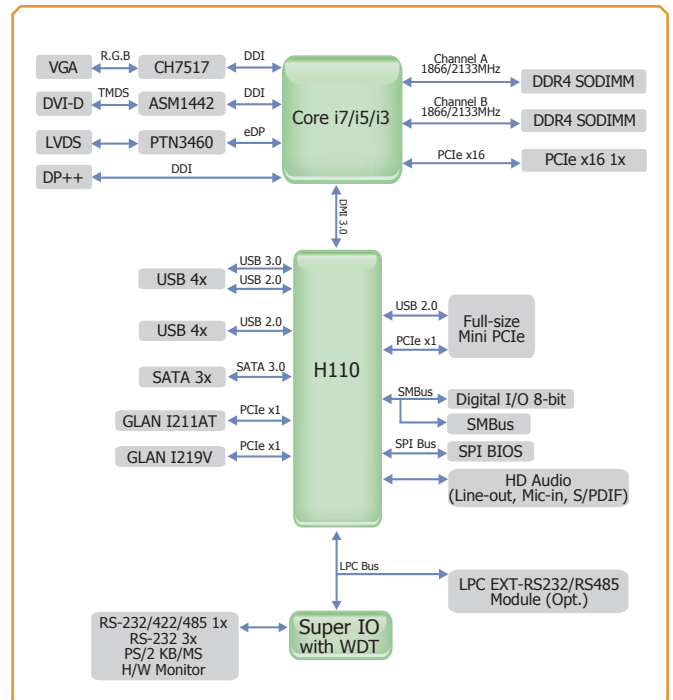 VGA
R.G.B
CH7517
DDI
Core i7/i5/i3
Channel A
1866/2133MHz
DDR4 SODIMM
DVI-D
TMDS
ASM1442
DDI
Channel B
1866/2133MHz
DDR4 SODIMM
LVDS
PTN3460
eDP
PCIe x16
PCIe x16 1x
DP++
DDI
DMI 3.0
H110
USB 4x
USB 3.0
USB 2.0
USB 4x
USB 2.0
SATA 3x
SATA 3.0
GLAN I211AT
PCIe x1
GLAN I219V
PCIe x1
USB 2.0
PCIe x1
Full-size
Mini PCIe
SMBus
Digital I/O 8-bit
SMBus
SPI Bus
SPI BIOS
HD Audio
(Line-out, Mic-in, S/PDIF)
LPC Bus
LPC EXT-RS232/RS485
Module (Opt.)
RS-232/422/485 1x
RS-232 3x
PS/2 KB/MS
H/W Monitor
Super IO
with WDT